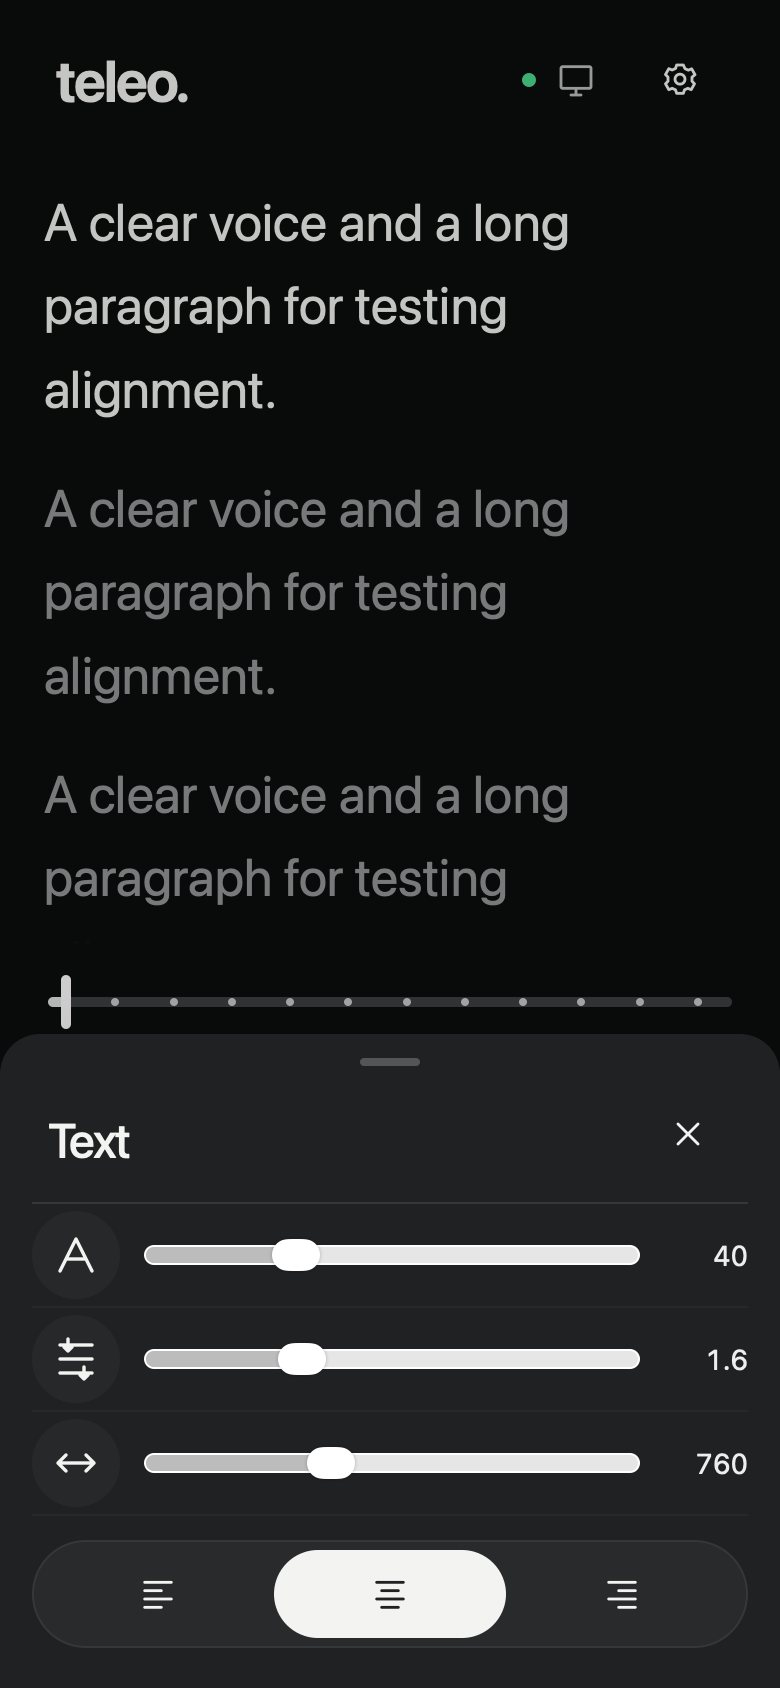 teleo.
A clear voice and a long
paragraph for testing
alignment.
A clear voice and a long
paragraph for testing
alignment.
A clear voice and a long
paragraph for testing
Text
40
1.6
760